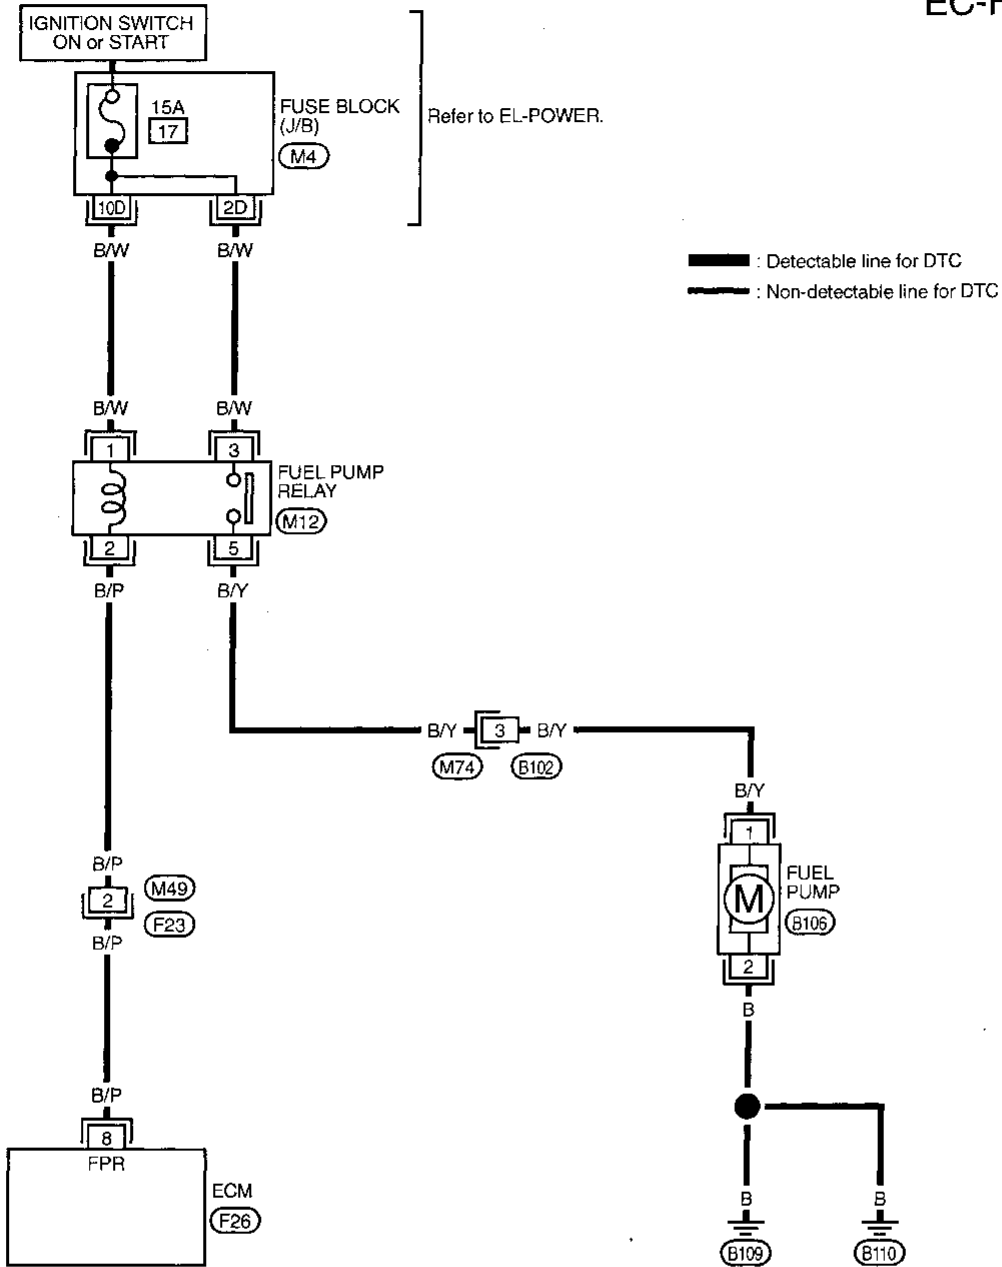 EC-F
IGNITION SWITCH
ON or START
15A
17
FUSE BLOCK
(J/B)
M4
Refer to EL-POWER.
10D
2D
B/W
B/W
: Detectable line for DTC
: Non-detectable line for DTC
B/W
B/W
1
3
FUEL PUMP
RELAY
M12
2
5
B/P
B/Y
B/Y
3
B/Y
M74
B102
B/Y
1
B/P
2
M49
F23
B/P
M
FUEL
PUMP
B106
2
B
B/P
8
FPR
ECM
F26
B
B
B109
B110